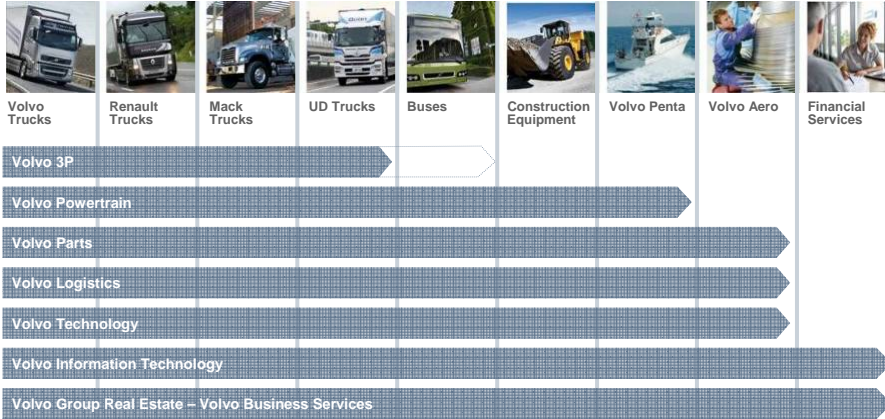 Volvo
Trucks
Renault
Trucks
Mack
Trucks
UD Trucks
Buses
Construction
Equipment
Volvo Penta
Volvo Aero
Financial
Services
Volvo 3P
Volvo Powertrain
Volvo Parts
Volvo Logistics
Volvo Technology
Volvo Information Technology
Volvo Group Real Estate – Volvo Business Services